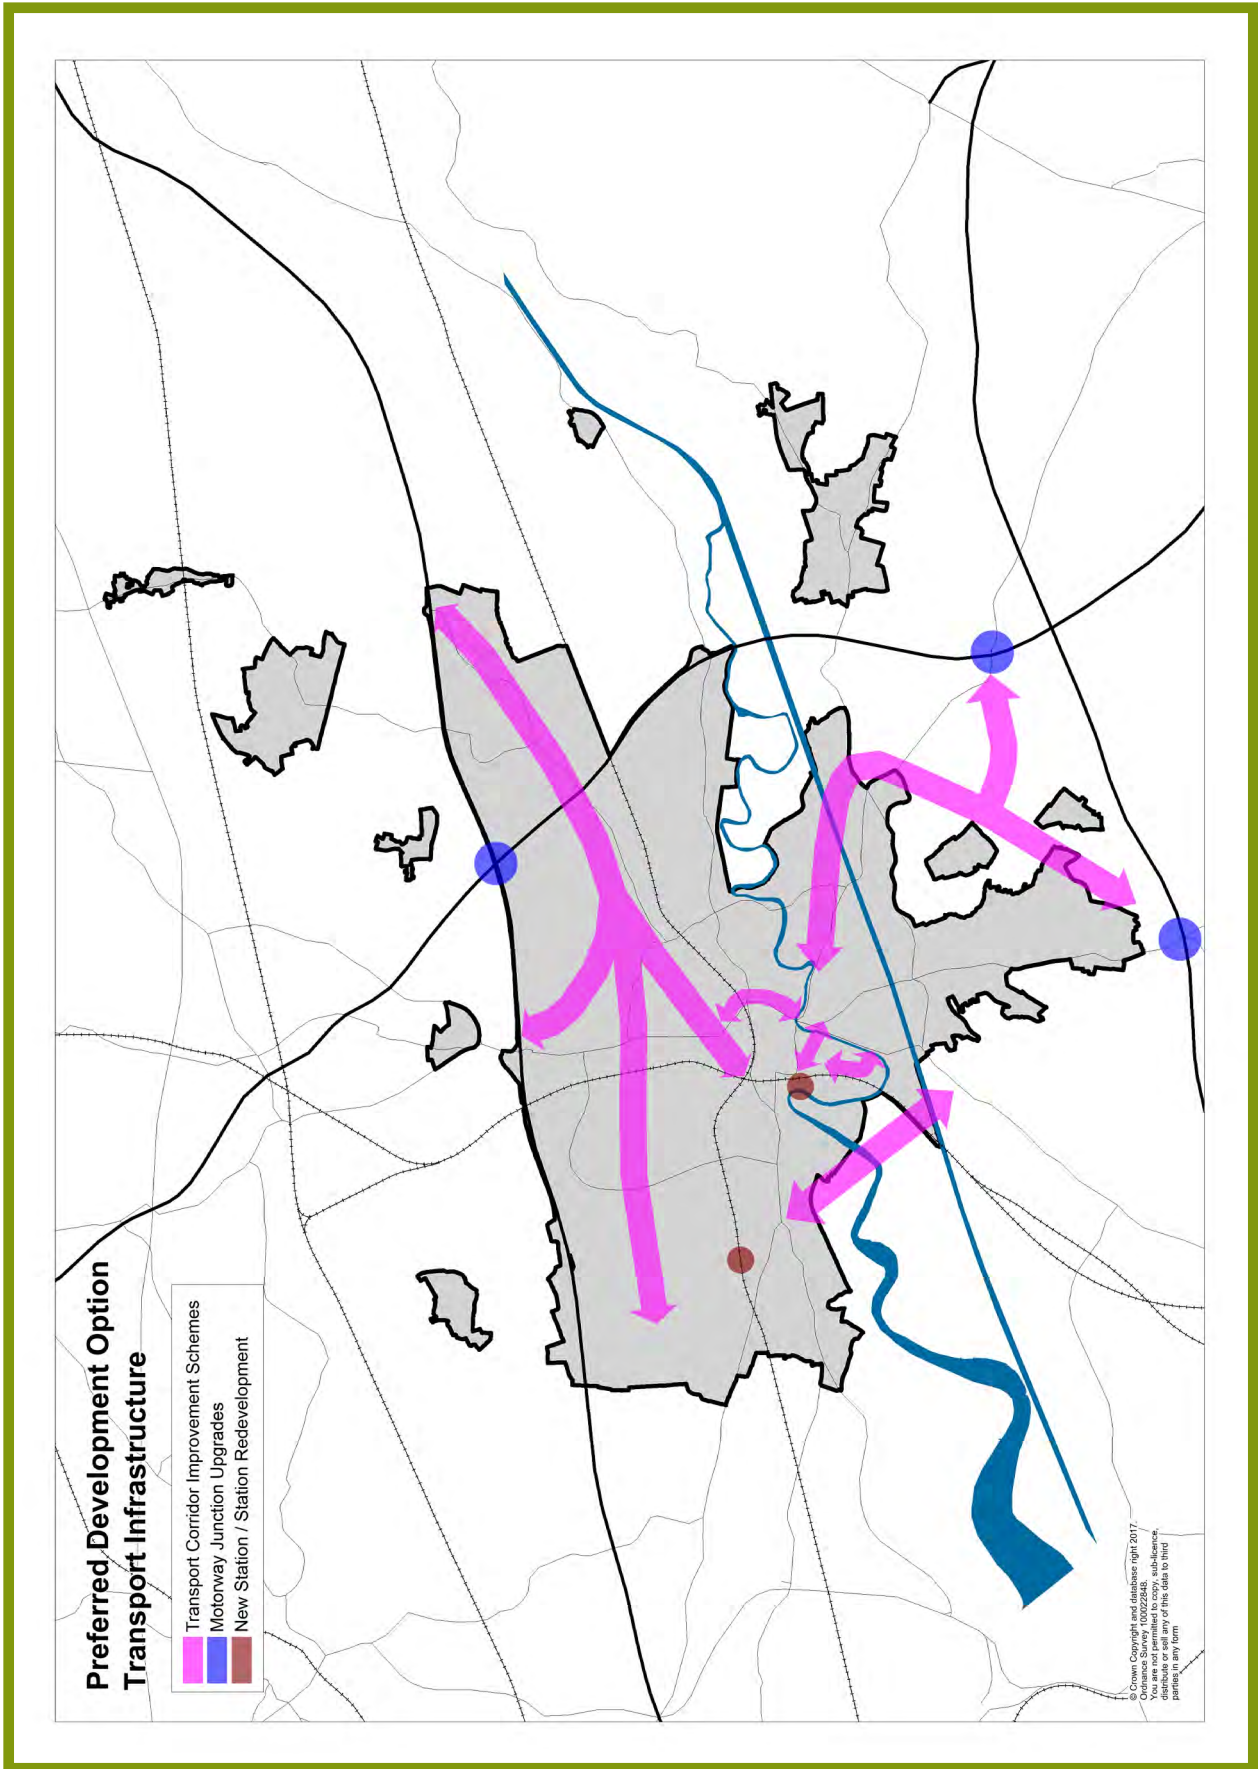 Preferred Development Option
Transport Infrastructure
Transport Corridor Improvement Schemes
Motorway Junction Upgrades
New Station / Station Redevelopment
© Crown Copyright and database right 2017.
Ordnance Survey 100022848.
You are not permitted to copy, sub-licence,
distribute or sell any of this data to third
parties in any form